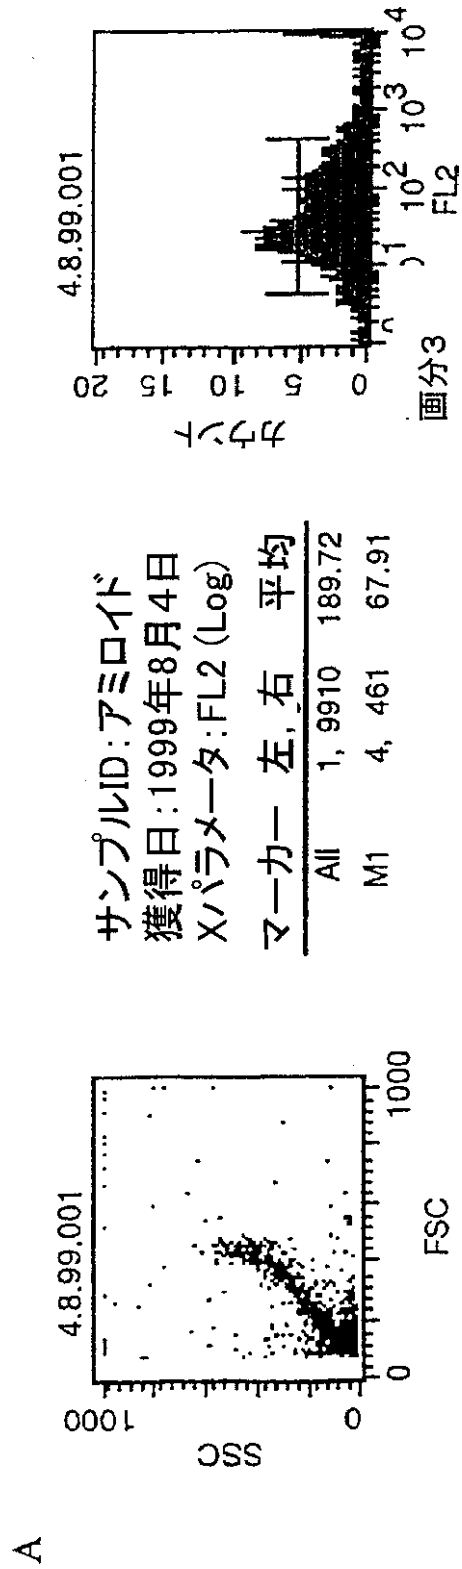 A
4.8.99.001
SSC
1000
0
0
1000
FSC
サンプルID:アミロイド
獲得日:1999年8月4日
Xパラメータ:FL2 (Log)
マーカー 左, 右 平均
All 1, 9910 189.72
M1 4, 461 67.91
4.8.99.001
カウント
20
15
10
5
0
10² 10³ 10⁴
FL2
画分3